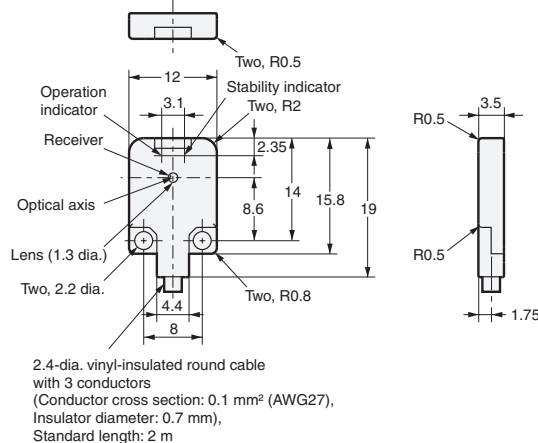 Two, R0.5
12
Operation
indicator
3.1
Stability indicator
Two, R2
Receiver
2.35
Optical axis
8.6
14
15.8
19
Lens (1.3 dia.)
Two, 2.2 dia.
Two, R0.8
4.4
8
3.5
R0.5
R0.5
1.75
2.4-dia. vinyl-insulated round cable
with 3 conductors
(Conductor cross section: 0.1 mm² (AWG27),
Insulator diameter: 0.7 mm),
Standard length: 2 m